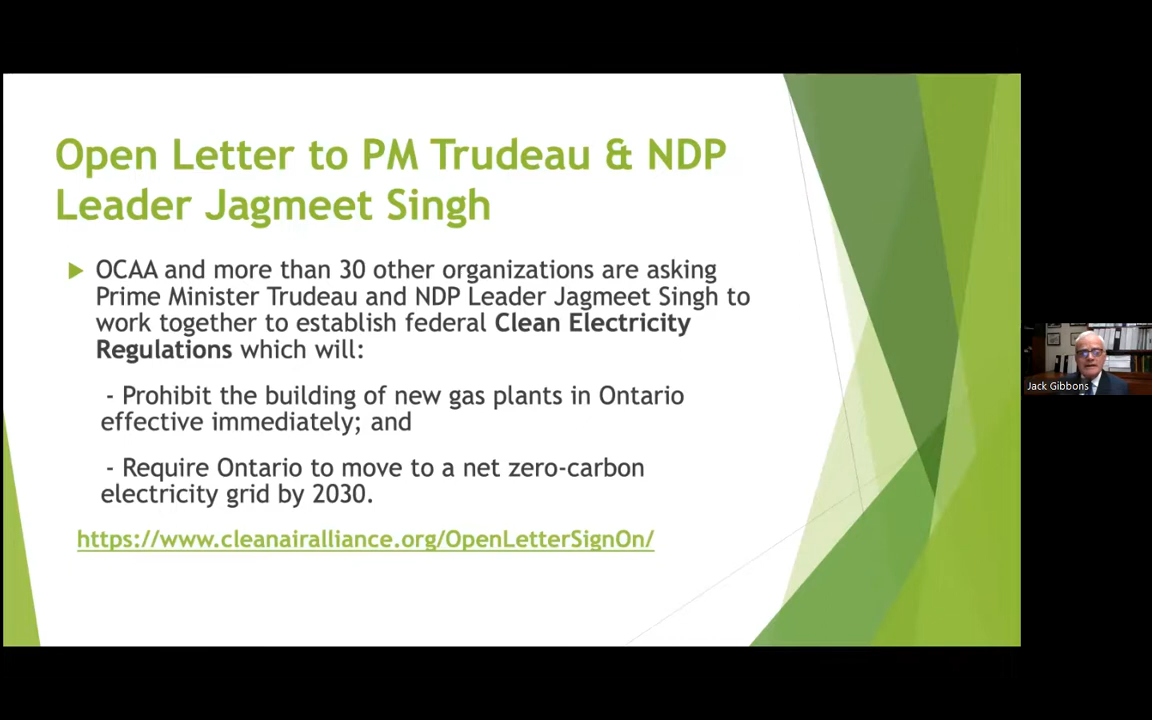 Open Letter to PM Trudeau & NDP
Leader Jagmeet Singh
OCAA and more than 30 other organizations are asking
Prime Minister Trudeau and NDP Leader Jagmeet Singh to
work together to establish federal Clean Electricity
Regulations which will:
- Prohibit the building of new gas plants in Ontario
effective immediately; and
- Require Ontario to move to a net zero-carbon
electricity grid by 2030.
https://www.cleanairalliance.org/OpenLetterSignOn/
Jack Gibbons